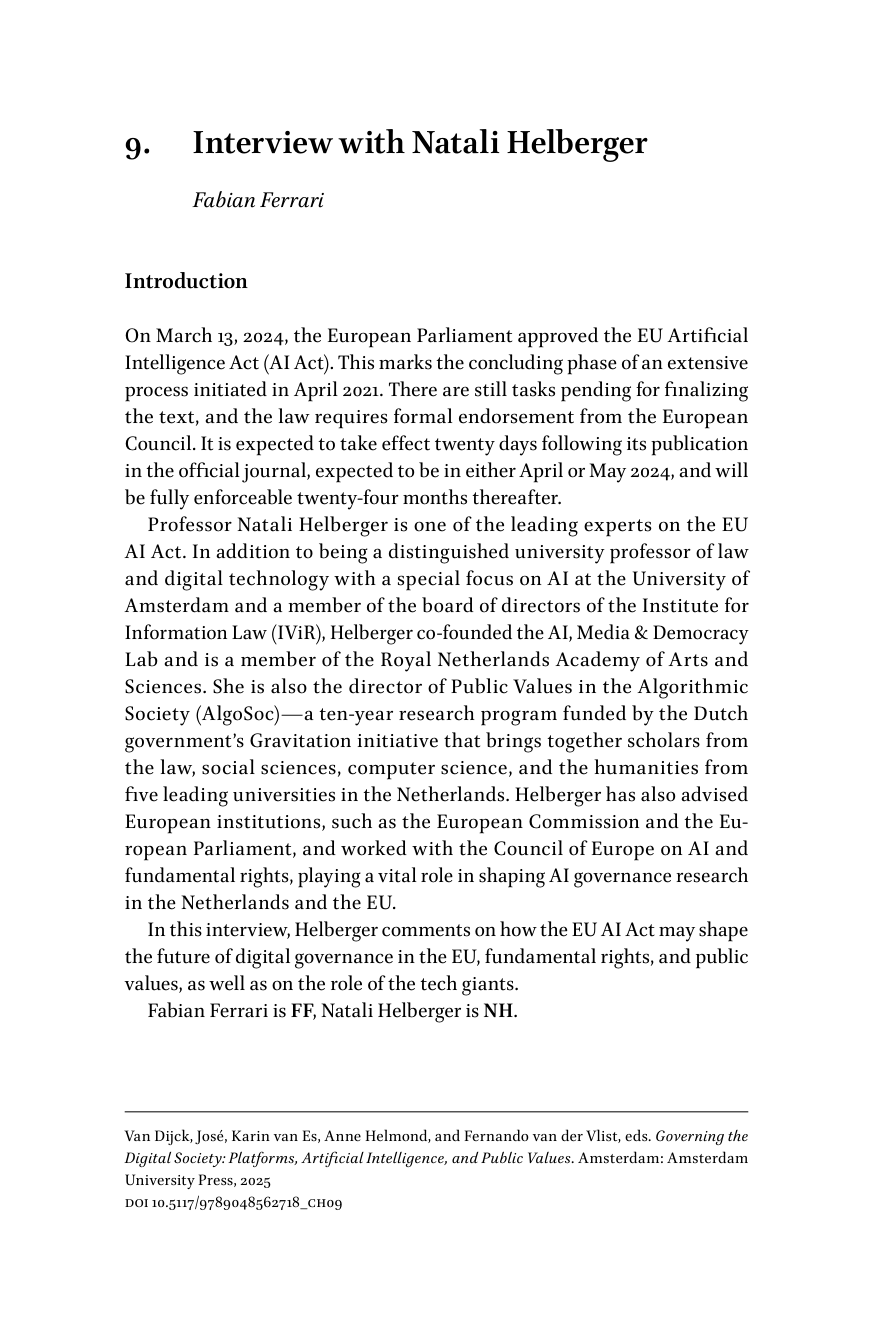 9. Interview with Natali Helberger
Fabian Ferrari
Introduction
On March 13, 2024, the European Parliament approved the EU Artificial
Intelligence Act (AI Act). This marks the concluding phase of an extensive
process initiated in April 2021. There are still tasks pending for finalizing
the text, and the law requires formal endorsement from the European
Council. It is expected to take effect twenty days following its publication
in the official journal, expected to be in either April or May 2024, and will
be fully enforceable twenty-four months thereafter.
Professor Natali Helberger is one of the leading experts on the EU
AI Act. In addition to being a distinguished university professor of law
and digital technology with a special focus on AI at the University of
Amsterdam and a member of the board of directors of the Institute for
Information Law (IViR), Helberger co-founded the AI, Media & Democracy
Lab and is a member of the Royal Netherlands Academy of Arts and
Sciences. She is also the director of Public Values in the Algorithmic
Society (AlgoSoc)—a ten-year research program funded by the Dutch
government’s Gravitation initiative that brings together scholars from
the law, social sciences, computer science, and the humanities from
five leading universities in the Netherlands. Helberger has also advised
European institutions, such as the European Commission and the Eu-
ropean Parliament, and worked with the Council of Europe on AI and
fundamental rights, playing a vital role in shaping AI governance research
in the Netherlands and the EU.
In this interview, Helberger comments on how the EU AI Act may shape
the future of digital governance in the EU, fundamental rights, and public
values, as well as on the role of the tech giants.
Fabian Ferrari is FF, Natali Helberger is NH.
Van Dijck, José, Karin van Es, Anne Helmond, and Fernando van der Vlist, eds. Governing the
Digital Society: Platforms, Artificial Intelligence, and Public Values. Amsterdam: Amsterdam
University Press, 2025
DOI 10.5117/9789048562718_CH09